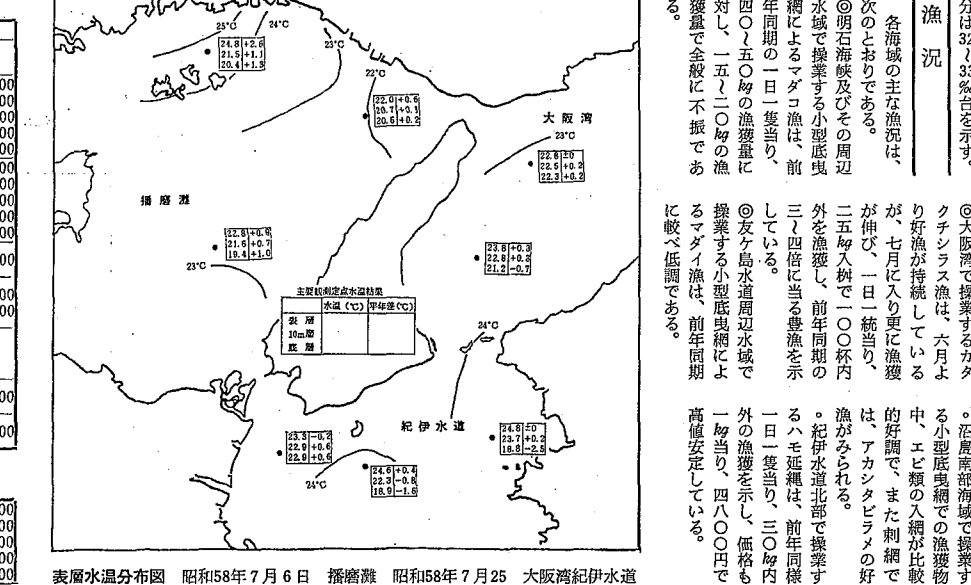 分は32〜33‰台を示す。
漁況
各海域の主な漁況は、
次のとおりである。
◎明石海峡及びその周辺
水域で操業する小型底曳
網によるマダコ漁は、前
年同期の一日一隻当り、
四〇〜五〇kgの漁獲量に
対し、一五〜二〇kgの漁
獲量で全般に不振であ
る。
◎大阪湾で操業するカタ
クチシラス漁は、六月よ
り好漁が持続している
が、七月に入り更に漁獲
が伸び、一日一統当り、
二五kg入桝で一〇〇杯内
外を漁獲し、前年同期の
三〜四倍に当る豊漁を示
している。
◎友ケ島水道周辺水域で
操業する小型底曳網によ
るマダイ漁は、前年同期
に較べ低調である。
。沼島南部海域で操業す
る小型底曳網での漁獲物
中、エビ類の入網が比較
的好調で、また刺網で
は、アカシタビラメの好
漁がみられる。
。紀伊水道北部で操業す
るハモ延縄は、前年同様
一日一隻当り、三〇kg内
外の漁獲を示し、価格も
一kg当り、四八〇〇円で
高値安定している。
25℃
24℃
23℃
24.8 +2.6
21.5 +1.1
20.4 +1.3
22℃
22.0 +0.6
20.7 +0.1
20.6 +0.2
大阪湾
23℃
22.8 ±0
22.5 +0.2
22.3 +0.2
播磨灘
22.8 +0.8
21.6 +0.7
19.4 +1.0
23℃
23.8 +0.3
22.8 +0.3
21.2 -0.7
主要観測定点水温結果
水温(℃) 平年差(℃)
表層
10m層
底層
24℃
紀伊水道
23.3 -0.2
22.9 +0.6
22.9 +0.6
24℃
24.6 +0.4
22.3 -0.8
18.9 -1.6
24.8 ±0
23.7 +0.2
18.8 -2.5
表層水温分布図 昭和58年7月6日 播磨灘 昭和58年7月25 大阪湾紀伊水道